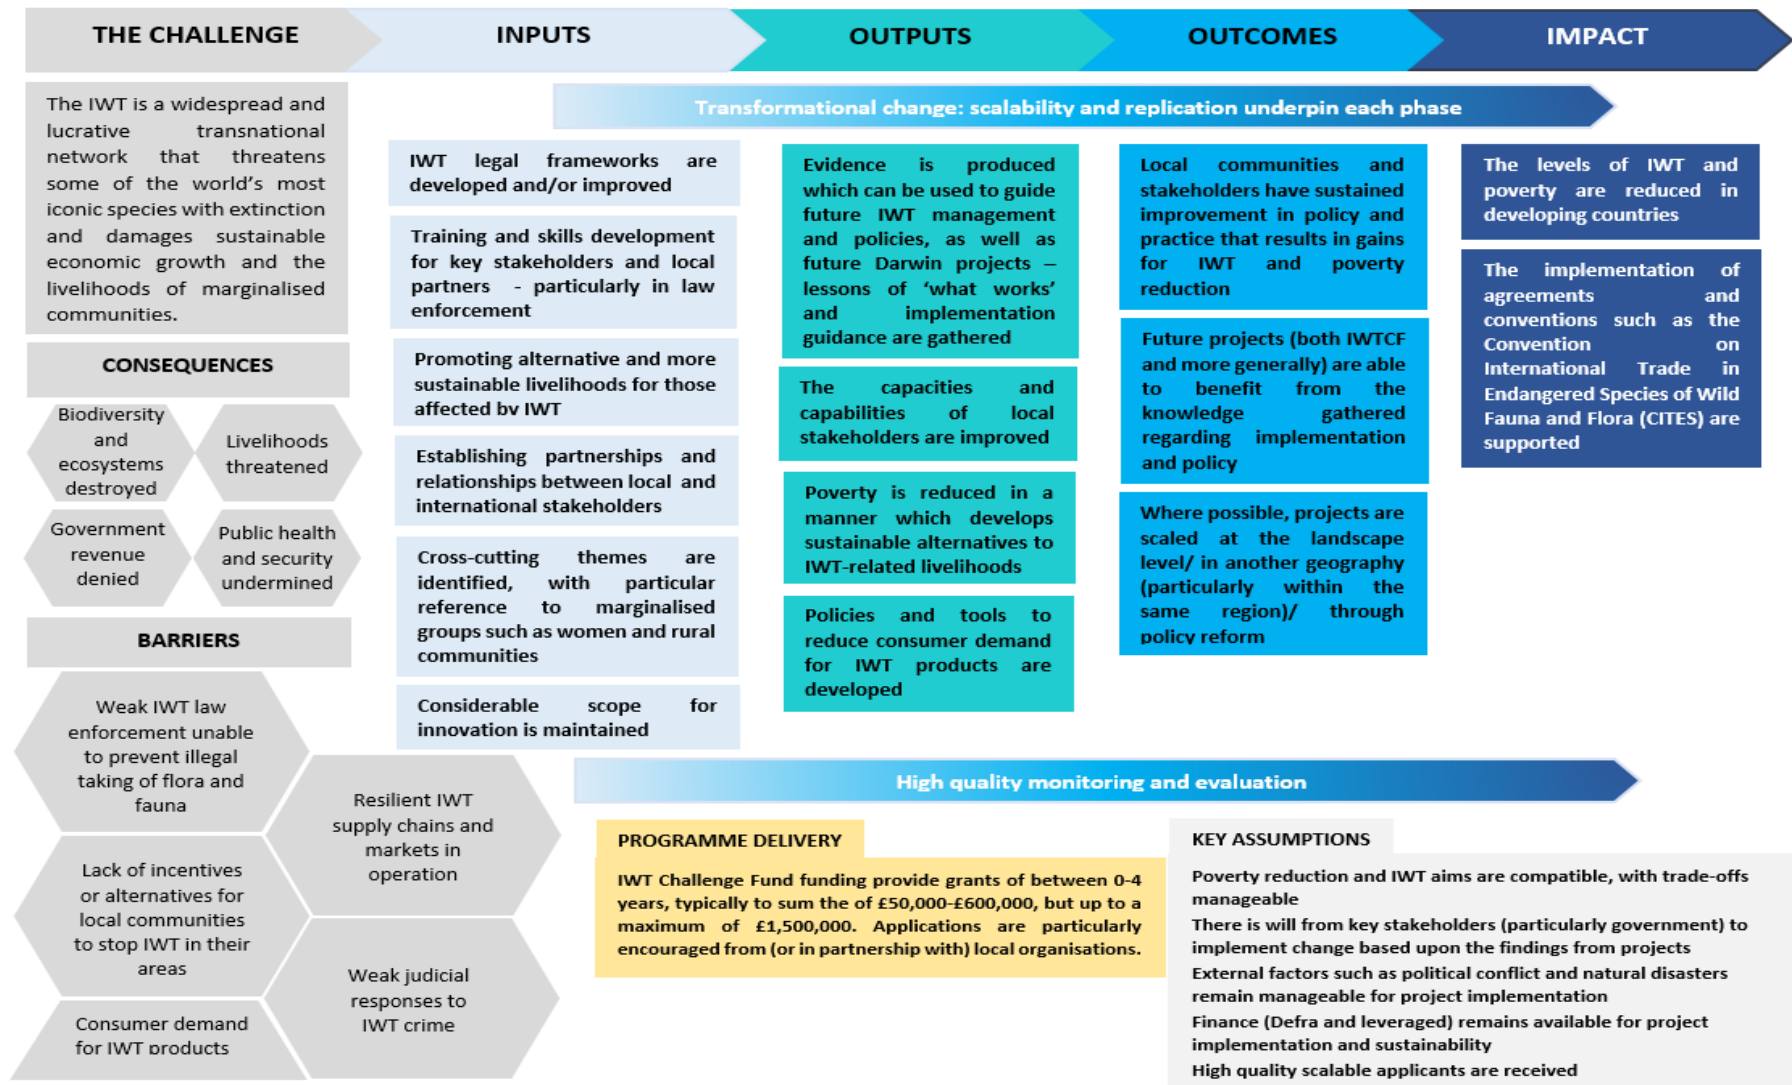 THE CHALLENGE
INPUTS
OUTPUTS
OUTCOMES
IMPACT
Transformational change: scalability and replication underpin each phase
The IWT is a widespread and
lucrative transnational
network that threatens
some of the world's most
iconic species with extinction
and damages sustainable
economic growth and the
livelihoods of marginalised
communities.
CONSEQUENCES
Biodiversity
and
ecosystems
destroyed
Livelihoods
threatened
Government
revenue
denied
Public health
and security
undermined
BARRIERS
Weak IWT law
enforcement unable
to prevent illegal
taking of flora and
fauna
Resilient IWT
supply chains and
markets in
operation
Lack of incentives
or alternatives for
local communities
to stop IWT in their
areas
Weak judicial
responses to
IWT crime
Consumer demand
for IWT products
IWT legal frameworks are
developed and/or improved
Training and skills development
for key stakeholders and local
partners - particularly in law
enforcement
Promoting alternative and more
sustainable livelihoods for those
affected by IWT
Establishing partnerships and
relationships between local and
international stakeholders
Cross-cutting themes are
identified, with particular
reference to marginalised
groups such as women and rural
communities
Considerable scope for
innovation is maintained
Evidence is produced
which can be used to guide
future IWT management
and policies, as well as
future Darwin projects –
lessons of 'what works'
and implementation
guidance are gathered
The capacities and
capabilities of local
stakeholders are improved
Poverty is reduced in a
manner which develops
sustainable alternatives to
IWT-related livelihoods
Policies and tools to
reduce consumer demand
for IWT products are
developed
Local communities and
stakeholders have sustained
improvement in policy and
practice that results in gains
for IWT and poverty
reduction
Future projects (both IWTCF
and more generally) are able
to benefit from the
knowledge gathered
regarding implementation
and policy
Where possible, projects are
scaled at the landscape
level/ in another geography
(particularly within the
same region)/ through
policy reform
The levels of IWT and
poverty are reduced in
developing countries
The implementation of
agreements and
conventions such as the
Convention on
International Trade in
Endangered Species of Wild
Fauna and Flora (CITES) are
supported
High quality monitoring and evaluation
PROGRAMME DELIVERY
IWT Challenge Fund funding provide grants of between 0-4
years, typically to sum the of £50,000-£600,000, but up to a
maximum of £1,500,000. Applications are particularly
encouraged from (or in partnership with) local organisations.
KEY ASSUMPTIONS
Poverty reduction and IWT aims are compatible, with trade-offs
manageable
There is will from key stakeholders (particularly government) to
implement change based upon the findings from projects
External factors such as political conflict and natural disasters
remain manageable for project implementation
Finance (Defra and leveraged) remains available for project
implementation and sustainability
High quality scalable applicants are received